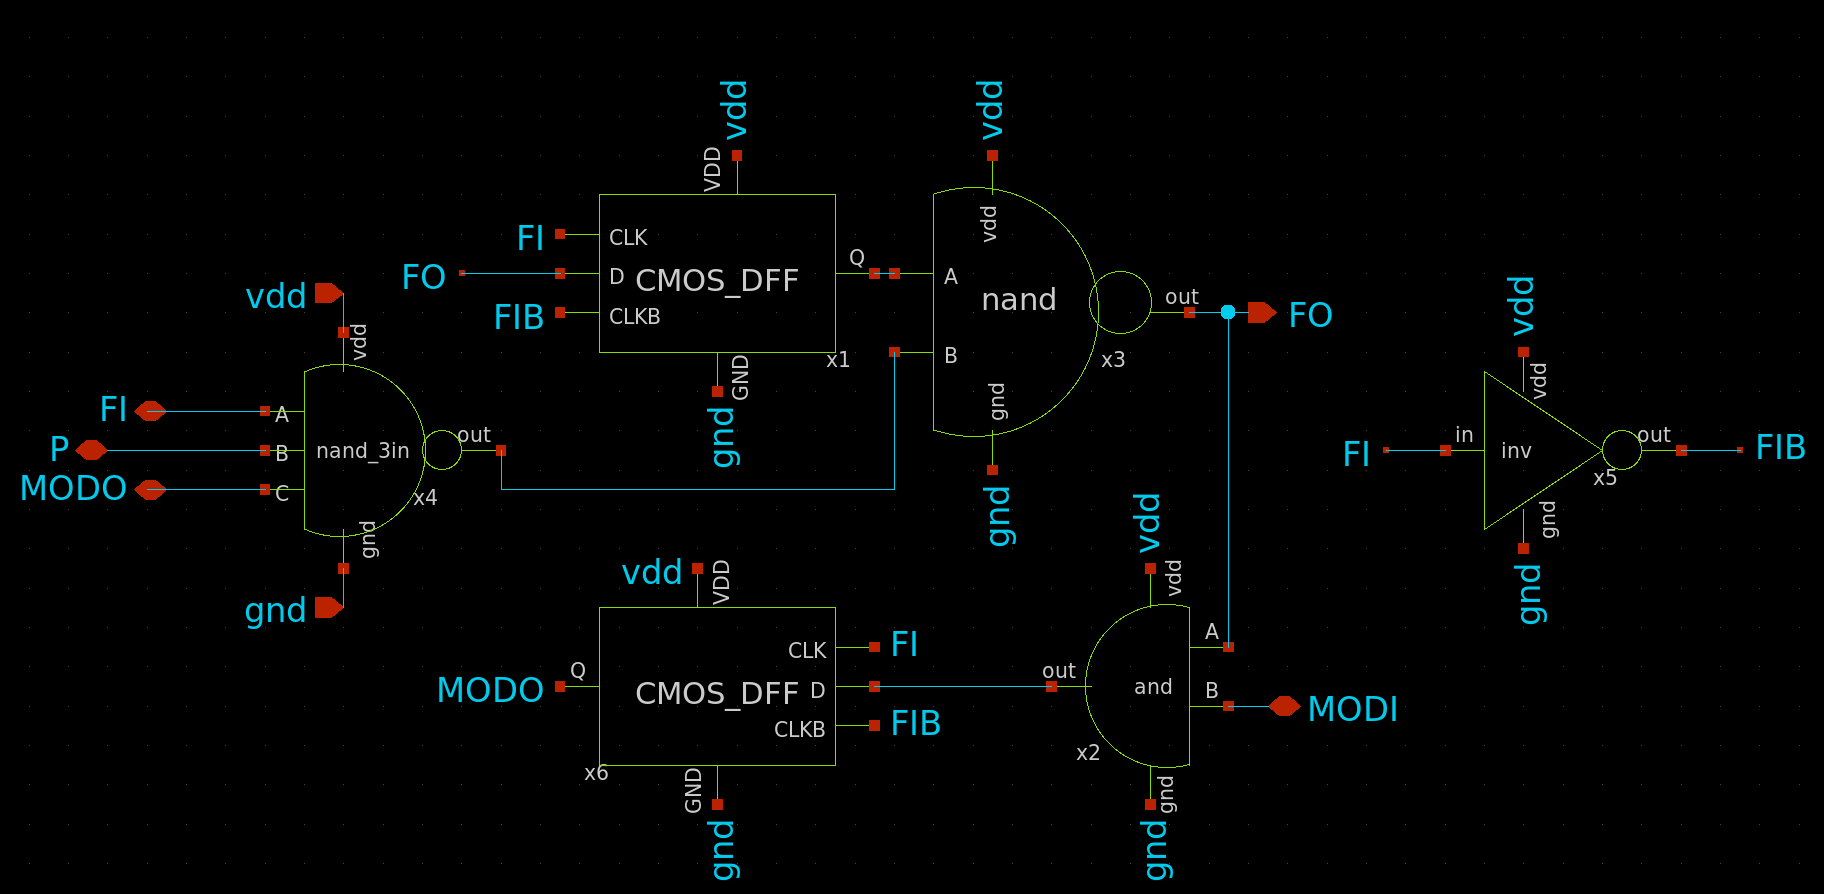 vdd
VDD
FI
CLK
FO
D
CMOS_DFF
Q
FIB
CLKB
x1
GND
gnd
vdd
vdd
A
nand
B
gnd
x3
out
FO
gnd
vdd
vdd
FI
A
P
B
nand_3in
out
MODO
C
x4
gnd
gnd
vdd
vdd
FI
in
inv
out
FIB
x5
gnd
gnd
vdd
VDD
CLK
FI
MODO
Q
CMOS_DFF
D
CLKB
FIB
x6
GND
gnd
vdd
vdd
A
out
and
B
MODI
x2
gnd
gnd